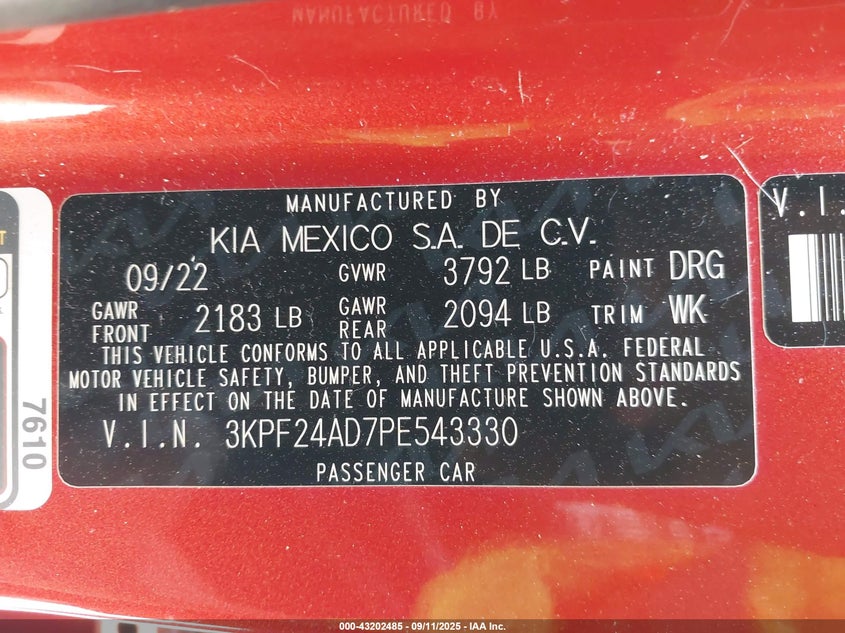 MANUFACTURED BY
MANUFACTURED BY
KIA MEXICO S.A. DE C.V.
09/22 GVWR 3792 LB PAINT DRG
GAWR FRONT 2183 LB GAWR REAR 2094 LB TRIM WK
THIS VEHICLE CONFORMS TO ALL APPLICABLE U.S.A. FEDERAL
MOTOR VEHICLE SAFETY, BUMPER, AND THEFT PREVENTION STANDARDS
IN EFFECT ON THE DATE OF MANUFACTURE SHOWN ABOVE.
V.I.N. 3KPF24AD7PE543330
PASSENGER CAR
7610
V.I.
000-43202485 - 09/11/2025 - IAA Inc.